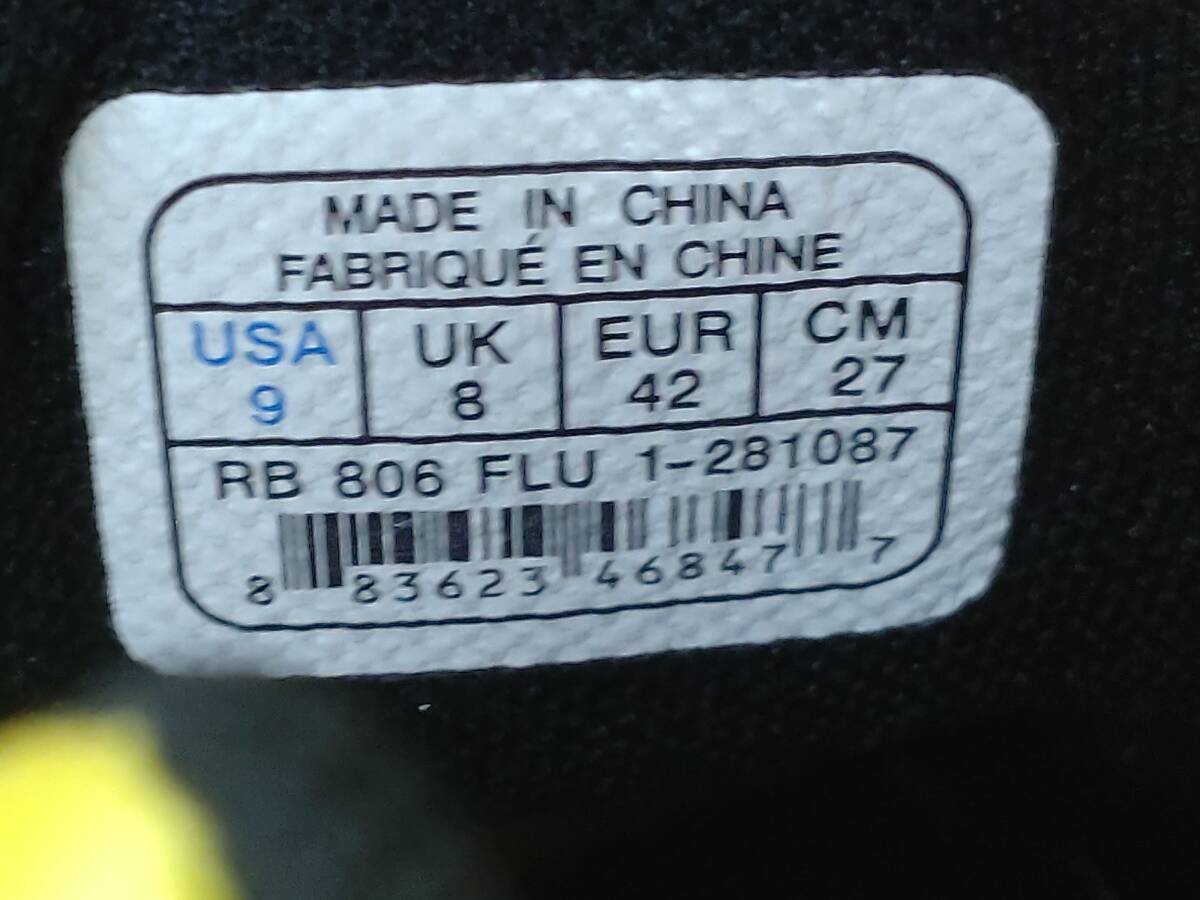 MADE IN CHINA
FABRIQUÉ EN CHINE
USA UK EUR CM
9 8 42 27
RB 806 FLU 1-281087
8 83623 46847 7